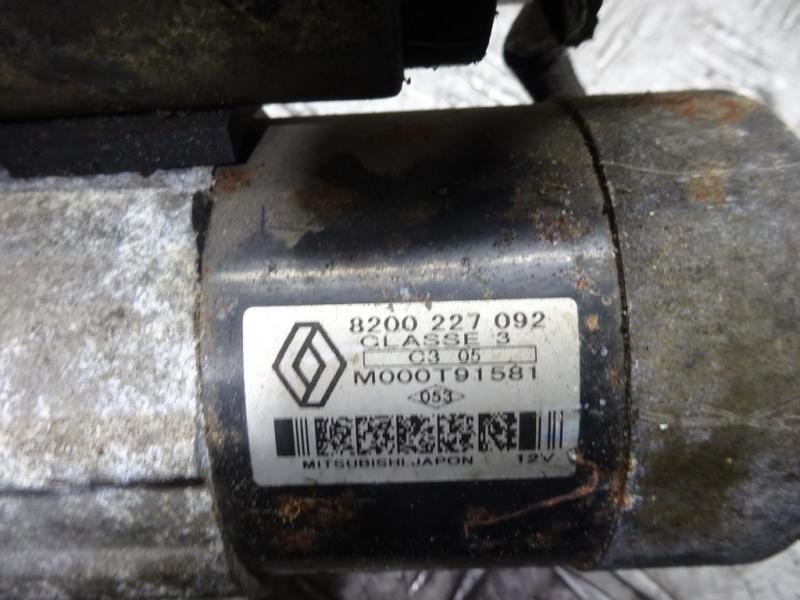 8200 227 092
CLASSE 3
C3 05
M000T91581
053
MITSUBISHI.JAPON 12V